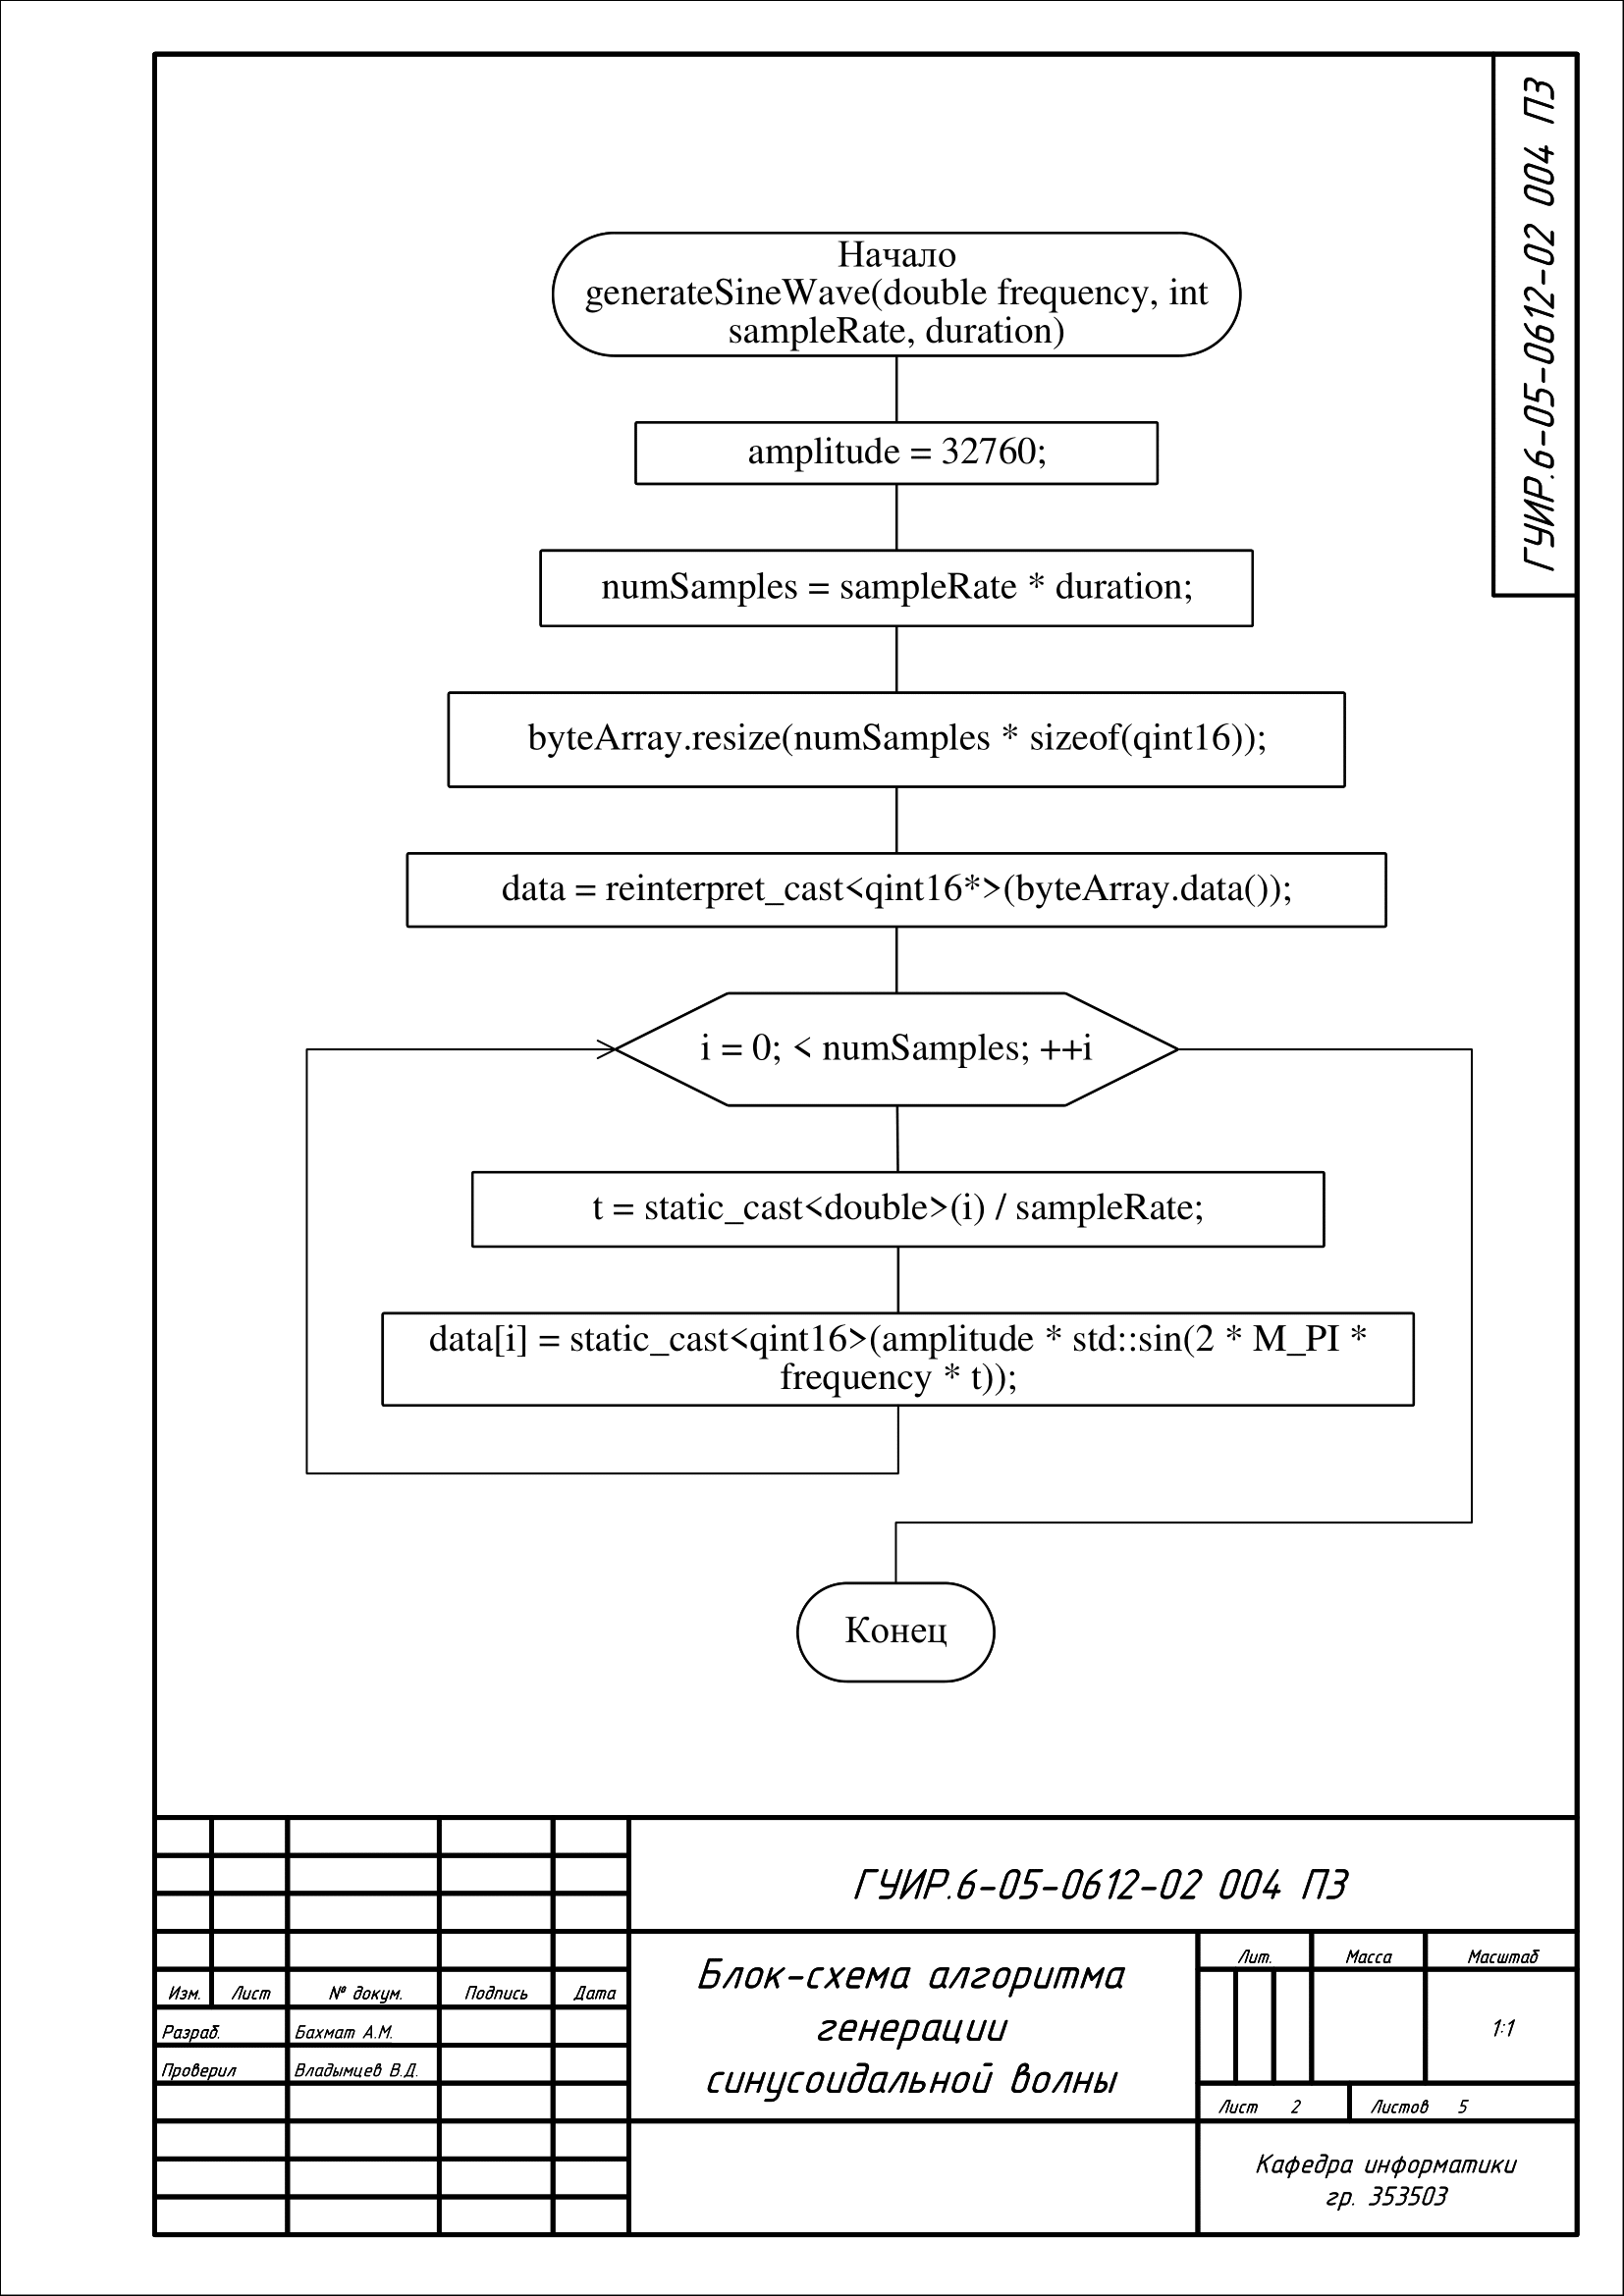 ГУИР.6-05-0612-02 004 ПЗ
Начало
generateSineWave(double frequency, int
sampleRate, duration)
amplitude = 32760;
numSamples = sampleRate * duration;
byteArray.resize(numSamples * sizeof(qint16));
data = reinterpret_cast<qint16*>(byteArray.data());
i = 0; < numSamples; ++i
t = static_cast<double>(i) / sampleRate;
data[i] = static_cast<qint16>(amplitude * std::sin(2 * M_PI *
frequency * t));
Конец
ГУИР.6-05-0612-02 004 ПЗ
Изм. Лист № докум. Подпись Дата
Разраб. Бахмат А.М.
Проверил Владымцев В.Д.
Блок-схема алгоритма
генерации
синусоидальной волны
Лит. Масса Масштаб
1:1
Лист 2 Листов 5
Кафедра информатики
гр. 353503